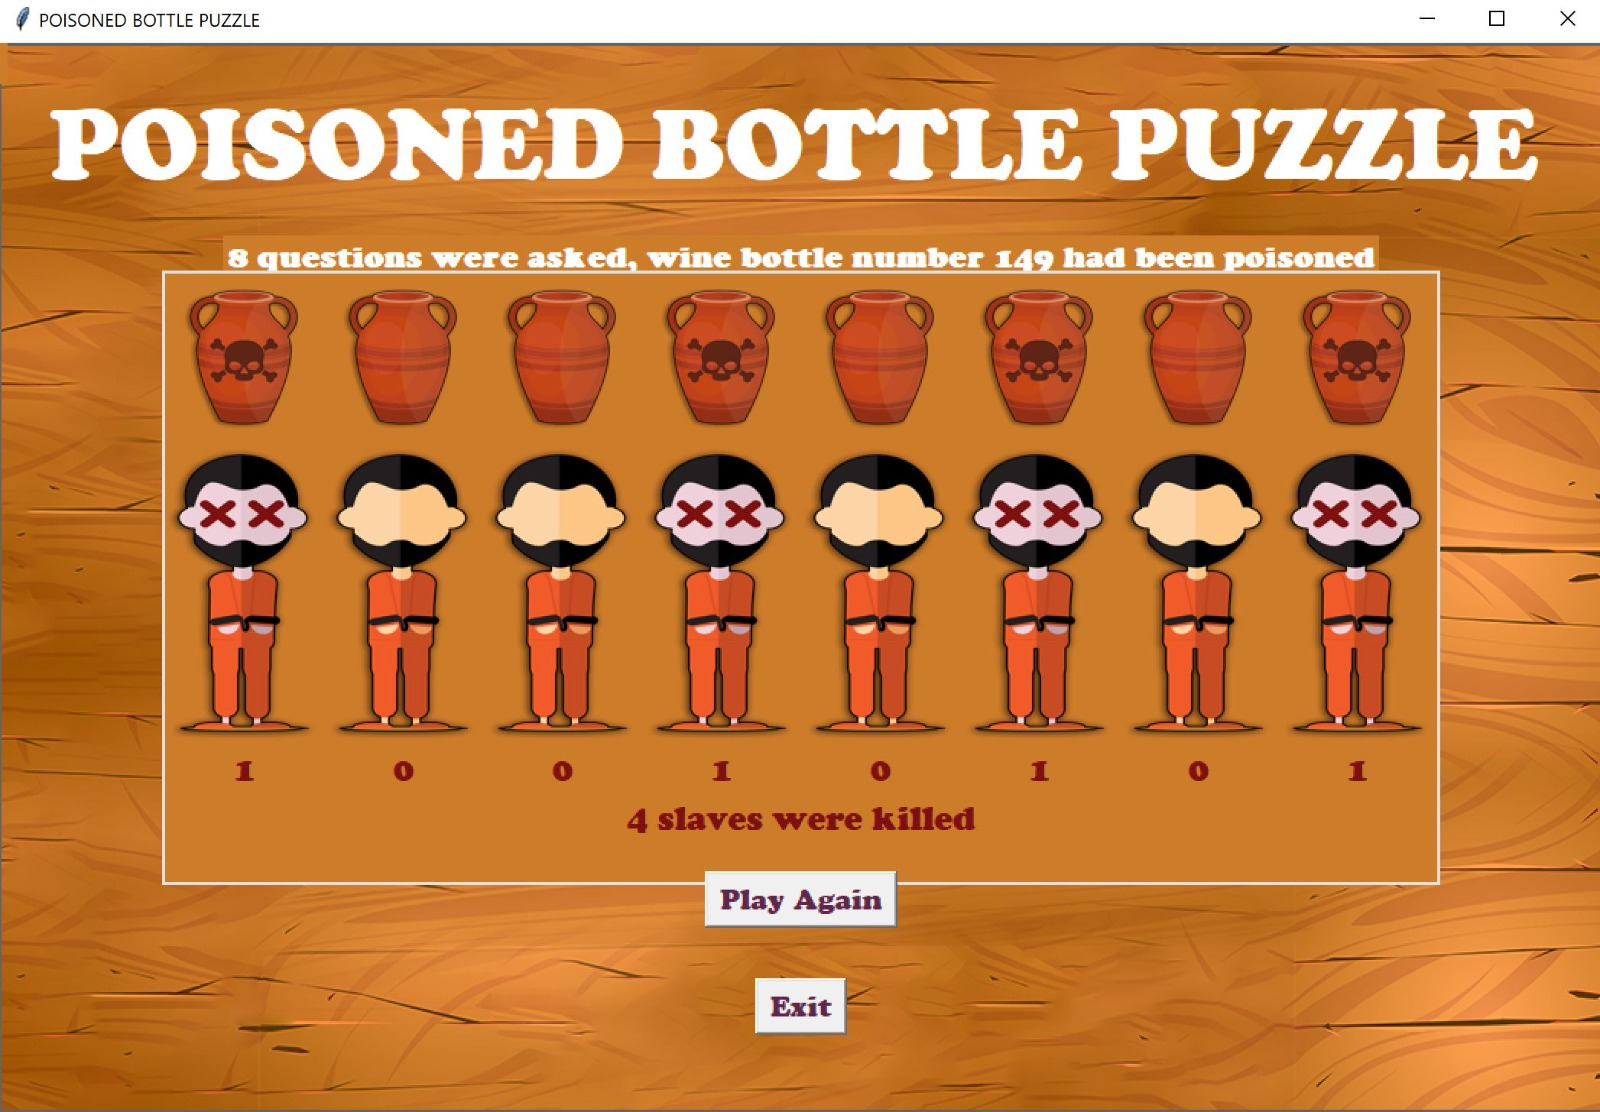 POISONED BOTTLE PUZZLE
POISONED BOTTLE PUZZLE
8 questions were asked, wine bottle number 149 had been poisoned
1 0 0 1 0 1 0 1
4 slaves were killed
Play Again
Exit